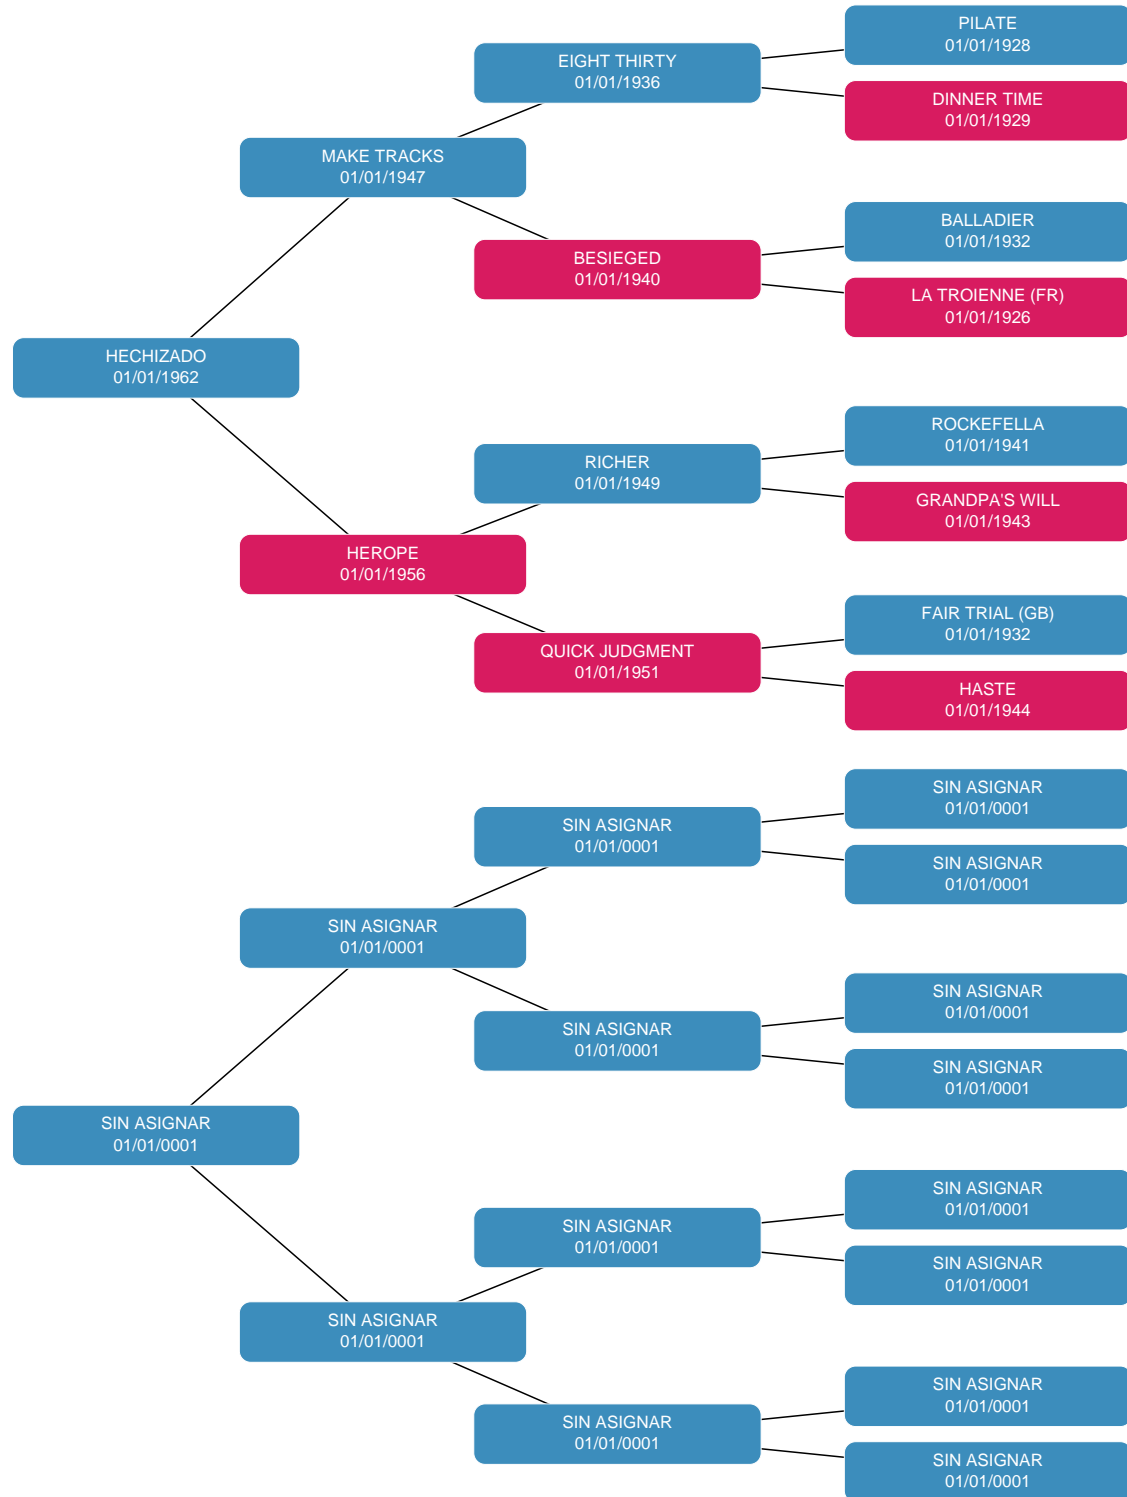 PILATE
01/01/1928
EIGHT THIRTY
01/01/1936
DINNER TIME
01/01/1929
MAKE TRACKS
01/01/1947
BALLADIER
01/01/1932
BESIEGED
01/01/1940
LA TROIENNE (FR)
01/01/1926
HECHIZADO
01/01/1962
ROCKEFELLA
01/01/1941
RICHER
01/01/1949
GRANDPA'S WILL
01/01/1943
HEROPE
01/01/1956
FAIR TRIAL (GB)
01/01/1932
QUICK JUDGMENT
01/01/1951
HASTE
01/01/1944
SIN ASIGNAR
01/01/0001
SIN ASIGNAR
01/01/0001
SIN ASIGNAR
01/01/0001
SIN ASIGNAR
01/01/0001
SIN ASIGNAR
01/01/0001
SIN ASIGNAR
01/01/0001
SIN ASIGNAR
01/01/0001
SIN ASIGNAR
01/01/0001
SIN ASIGNAR
01/01/0001
SIN ASIGNAR
01/01/0001
SIN ASIGNAR
01/01/0001
SIN ASIGNAR
01/01/0001
SIN ASIGNAR
01/01/0001
SIN ASIGNAR
01/01/0001
SIN ASIGNAR
01/01/0001